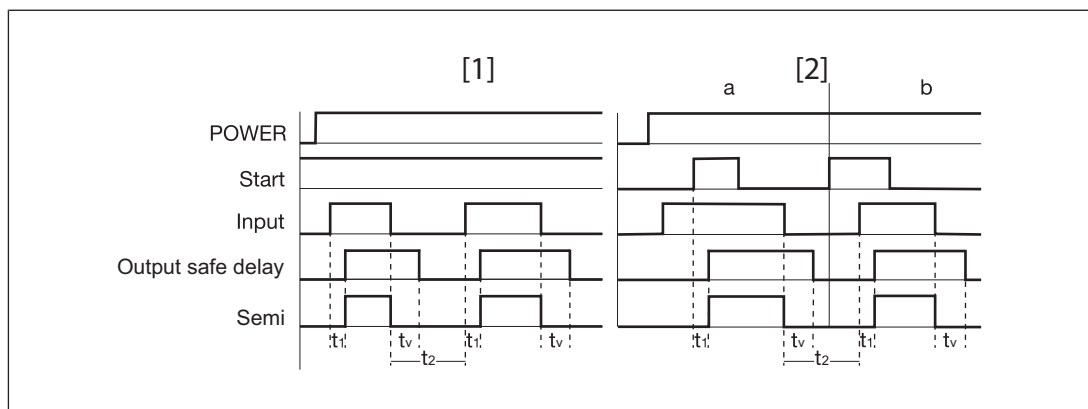 [1] [2]
a b
POWER
Start
Input
Output safe delay
Semi
t1 tv t1 tv t1 tv t1 tv
t2 t2